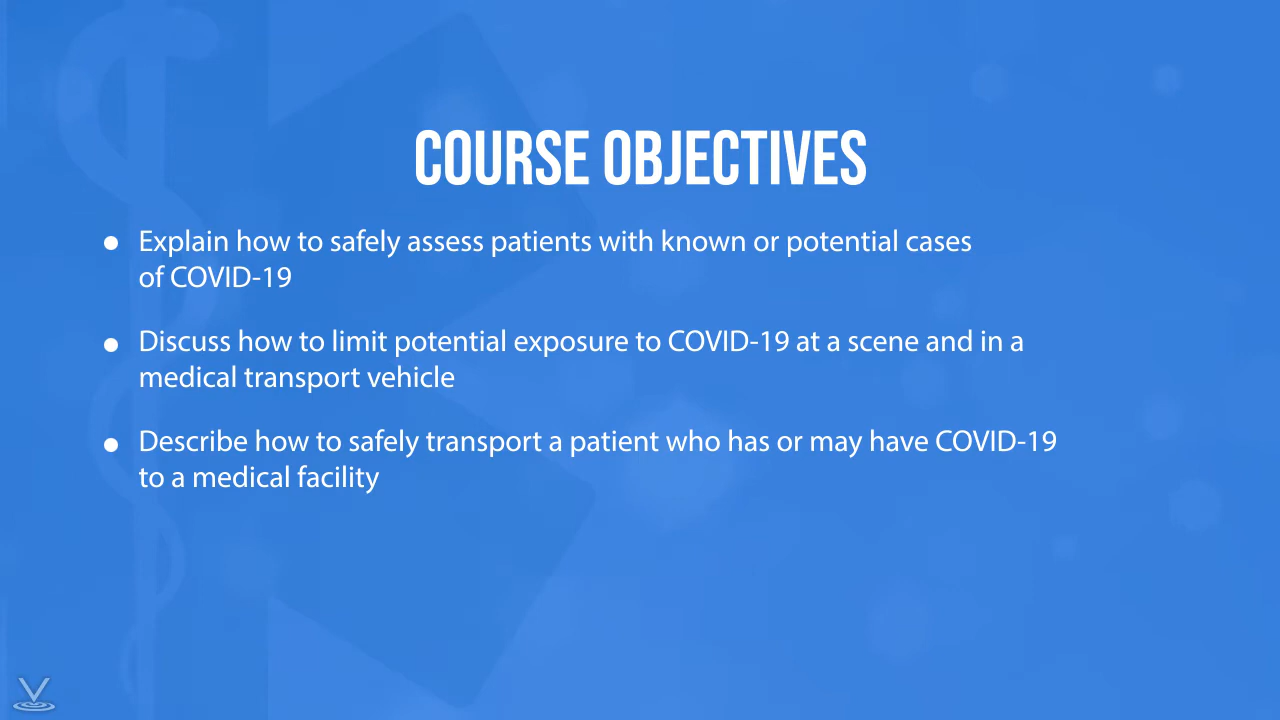 COURSE OBJECTIVES
• Explain how to safely assess patients with known or potential cases
of COVID-19
• Discuss how to limit potential exposure to COVID-19 at a scene and in a
medical transport vehicle
• Describe how to safely transport a patient who has or may have COVID-19
to a medical facility